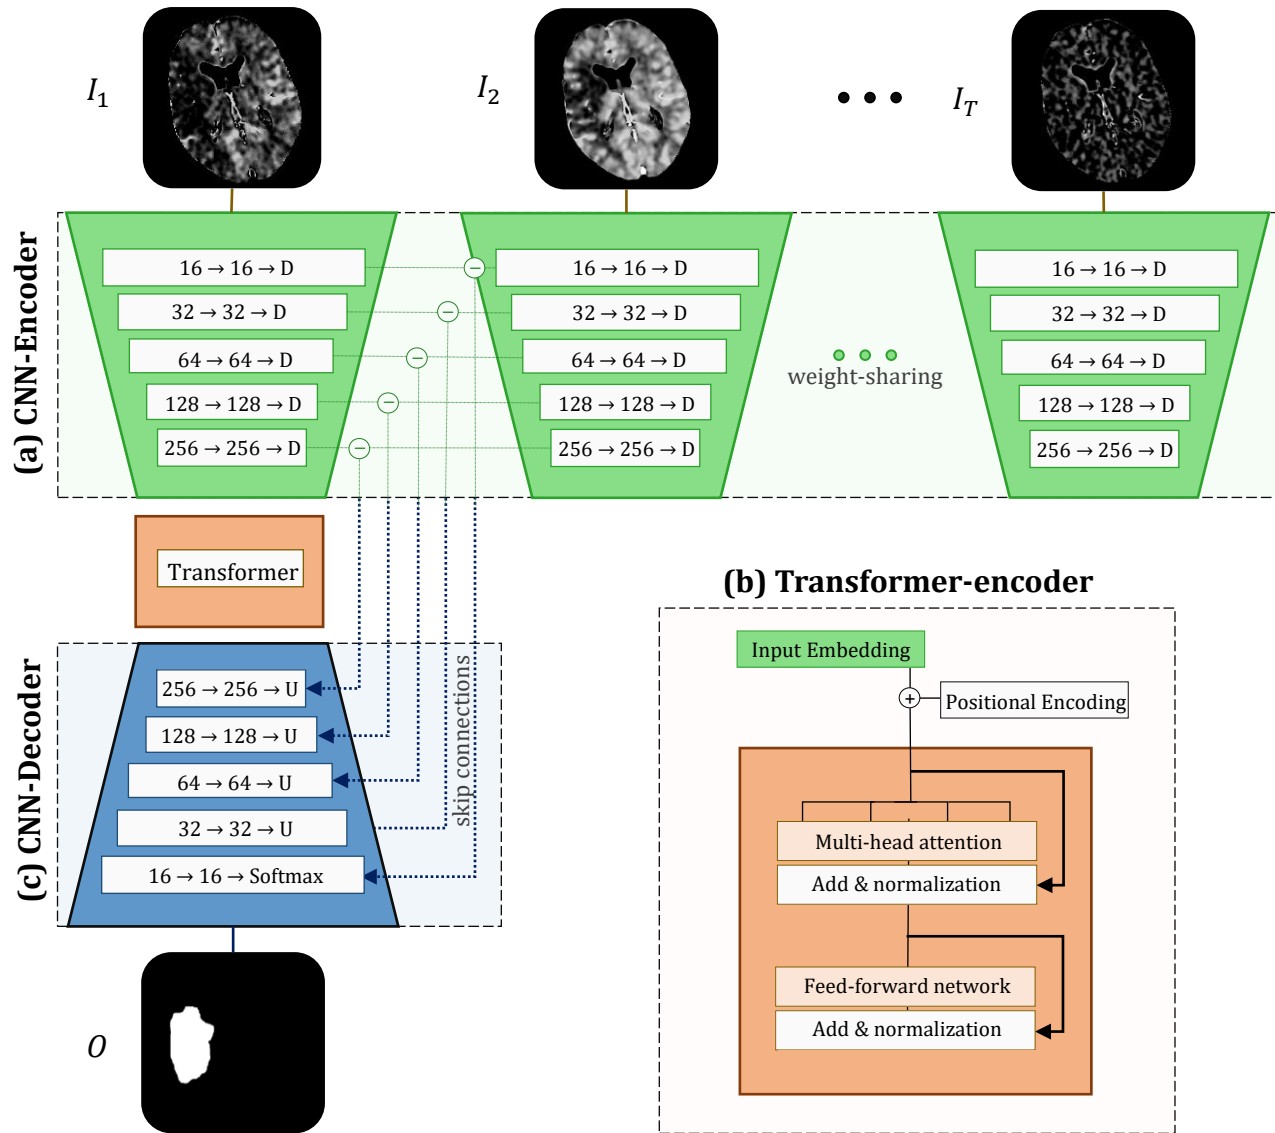 I1
I2
IT
(a) CNN-Encoder
16 → 16 → D
32 → 32 → D
64 → 64 → D
128 → 128 → D
256 → 256 → D
−
−
−
−
−
16 → 16 → D
32 → 32 → D
64 → 64 → D
128 → 128 → D
256 → 256 → D
weight-sharing
16 → 16 → D
32 → 32 → D
64 → 64 → D
128 → 128 → D
256 → 256 → D
Transformer
(c) CNN-Decoder
256 → 256 → U
128 → 128 → U
64 → 64 → U
32 → 32 → U
16 → 16 → Softmax
skip connections
O
(b) Transformer-encoder
Input Embedding
+
Positional Encoding
Multi-head attention
Add & normalization
Feed-forward network
Add & normalization